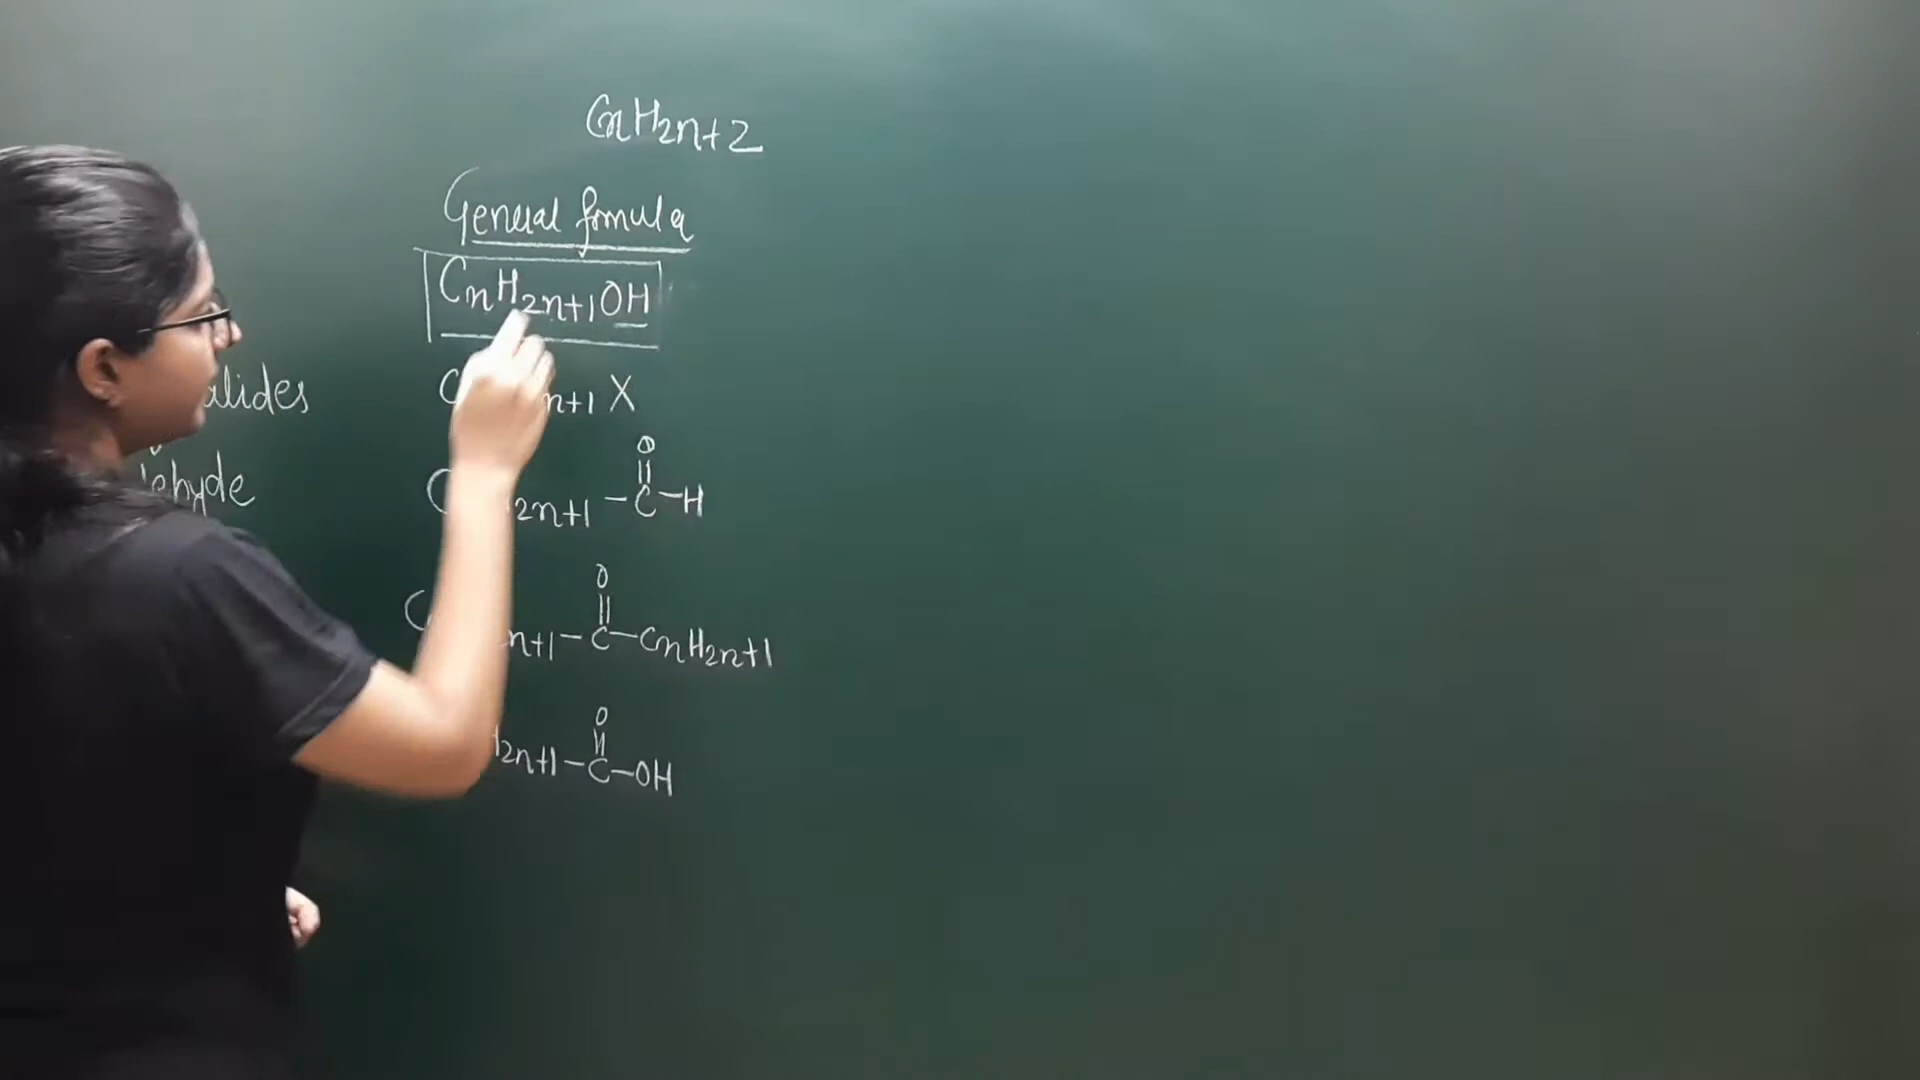 CnH2n+2
General formula
CnH2n+1OH
alides C n+1 X
O
||
ehyde C 2n+1 -C-H
O
||
C n+1-C-CnH2n+1
O
||
2n+1-C-OH